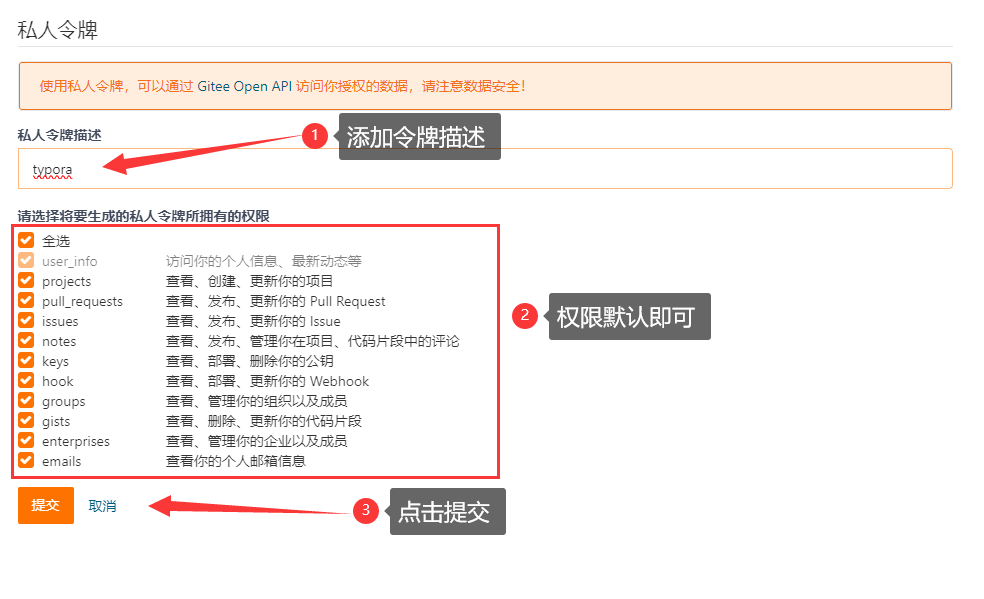 私人令牌
使用私人令牌，可以通过 Gitee Open API 访问你授权的数据，请注意数据安全！
私人令牌描述
1 添加令牌描述
typora
请选择将要生成的私人令牌所拥有的权限
全选
user_info 访问你的个人信息、最新动态等
projects 查看、创建、更新你的项目
pull_requests 查看、发布、更新你的 Pull Request
issues 查看、发布、更新你的 Issue
2 权限默认即可
notes 查看、发布、管理你在项目、代码片段中的评论
keys 查看、部署、删除你的公钥
hook 查看、部署、更新你的 Webhook
groups 查看、管理你的组织以及成员
gists 查看、删除、更新你的代码片段
enterprises 查看、管理你的企业以及成员
emails 查看你的个人邮箱信息
提交 取消
3 点击提交